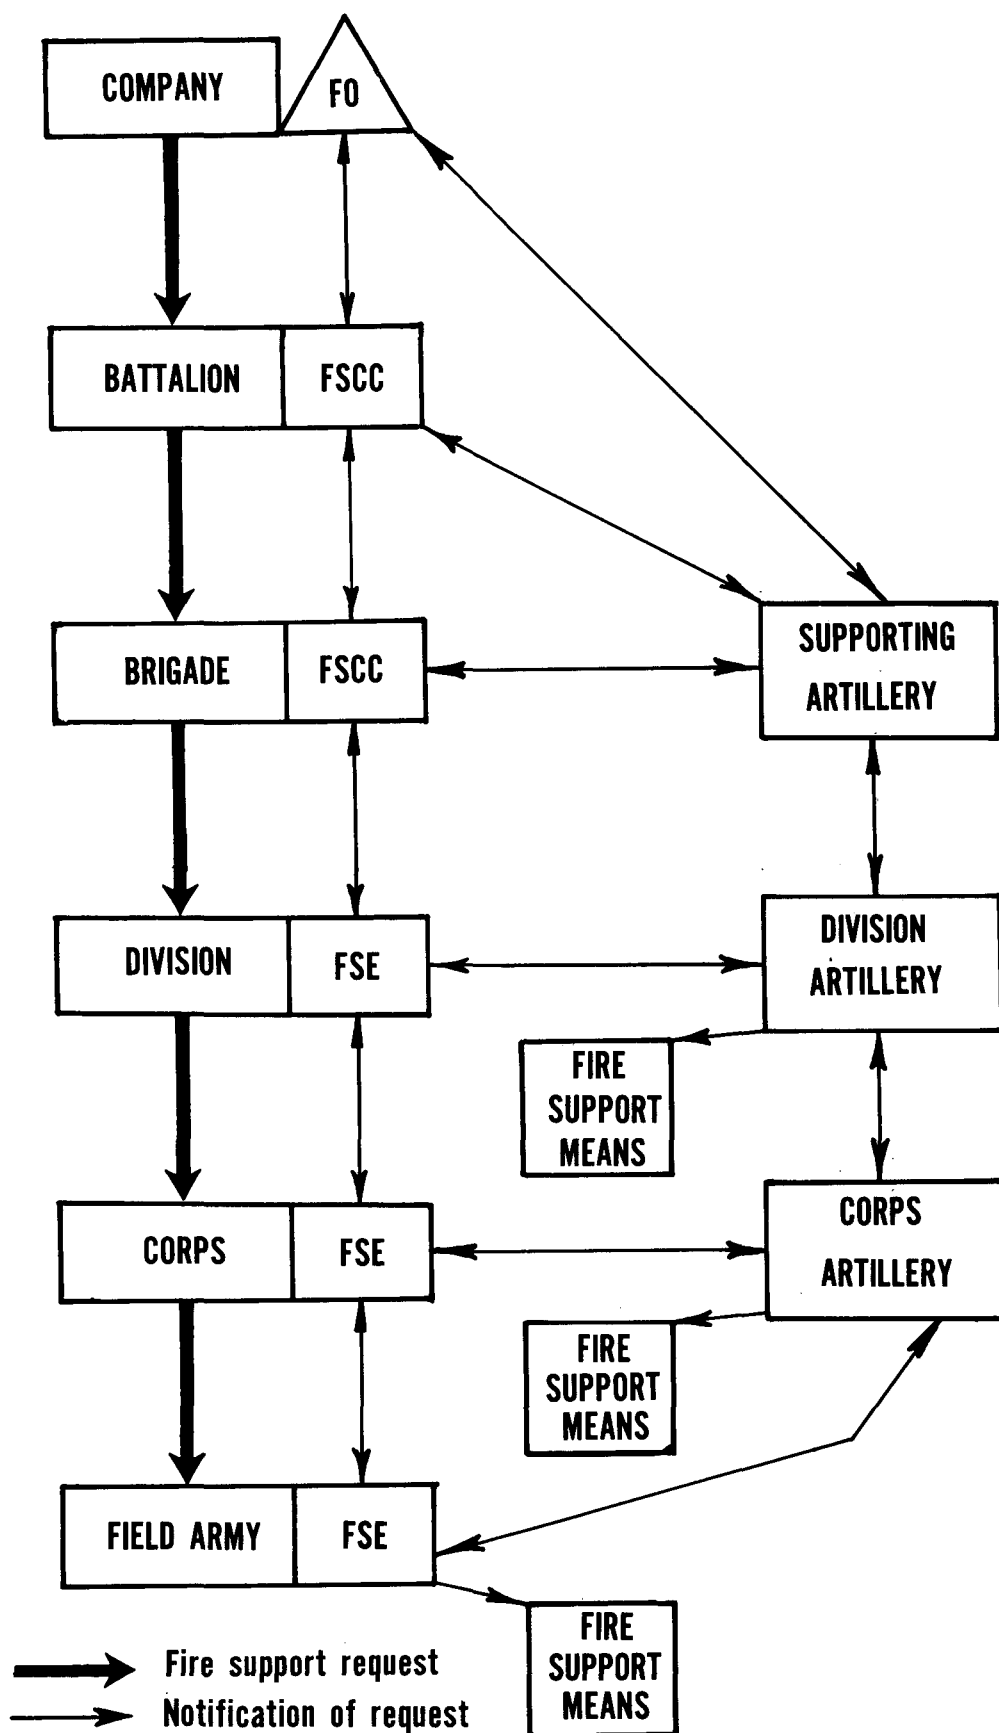 COMPANY
FO
BATTALION
FSCC
BRIGADE
FSCC
SUPPORTING
ARTILLERY
DIVISION
FSE
DIVISION
ARTILLERY
FIRE
SUPPORT
MEANS
CORPS
FSE
CORPS
ARTILLERY
FIRE
SUPPORT
MEANS
FIELD ARMY
FSE
FIRE
SUPPORT
MEANS
Fire support request
Notification of request